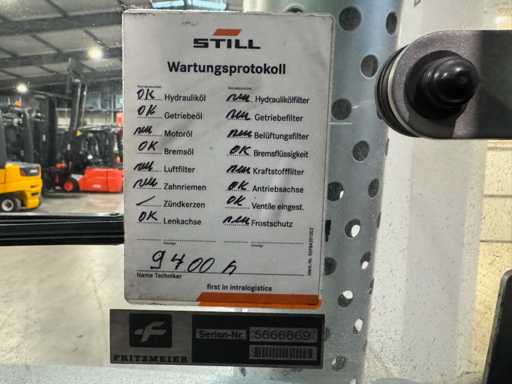 STILL
Wartungsprotokoll
OK Hydrauliköl neu Hydraulikölfilter
OK Getriebeöl neu Getriebefilter
neu Motoröl neu Belüftungsfilter
OK Bremsöl OK Bremsflüssigkeit
neu Luftfilter neu Kraftstofffilter
neu Zahnriemen OK Antriebsachse
Zündkerzen OK Ventile eingest.
OK Lenkachse neu Frostschutz
9400 h
Name Techniker
first in intralogistics
FRITZMEIER
Serien-Nr. 5666869